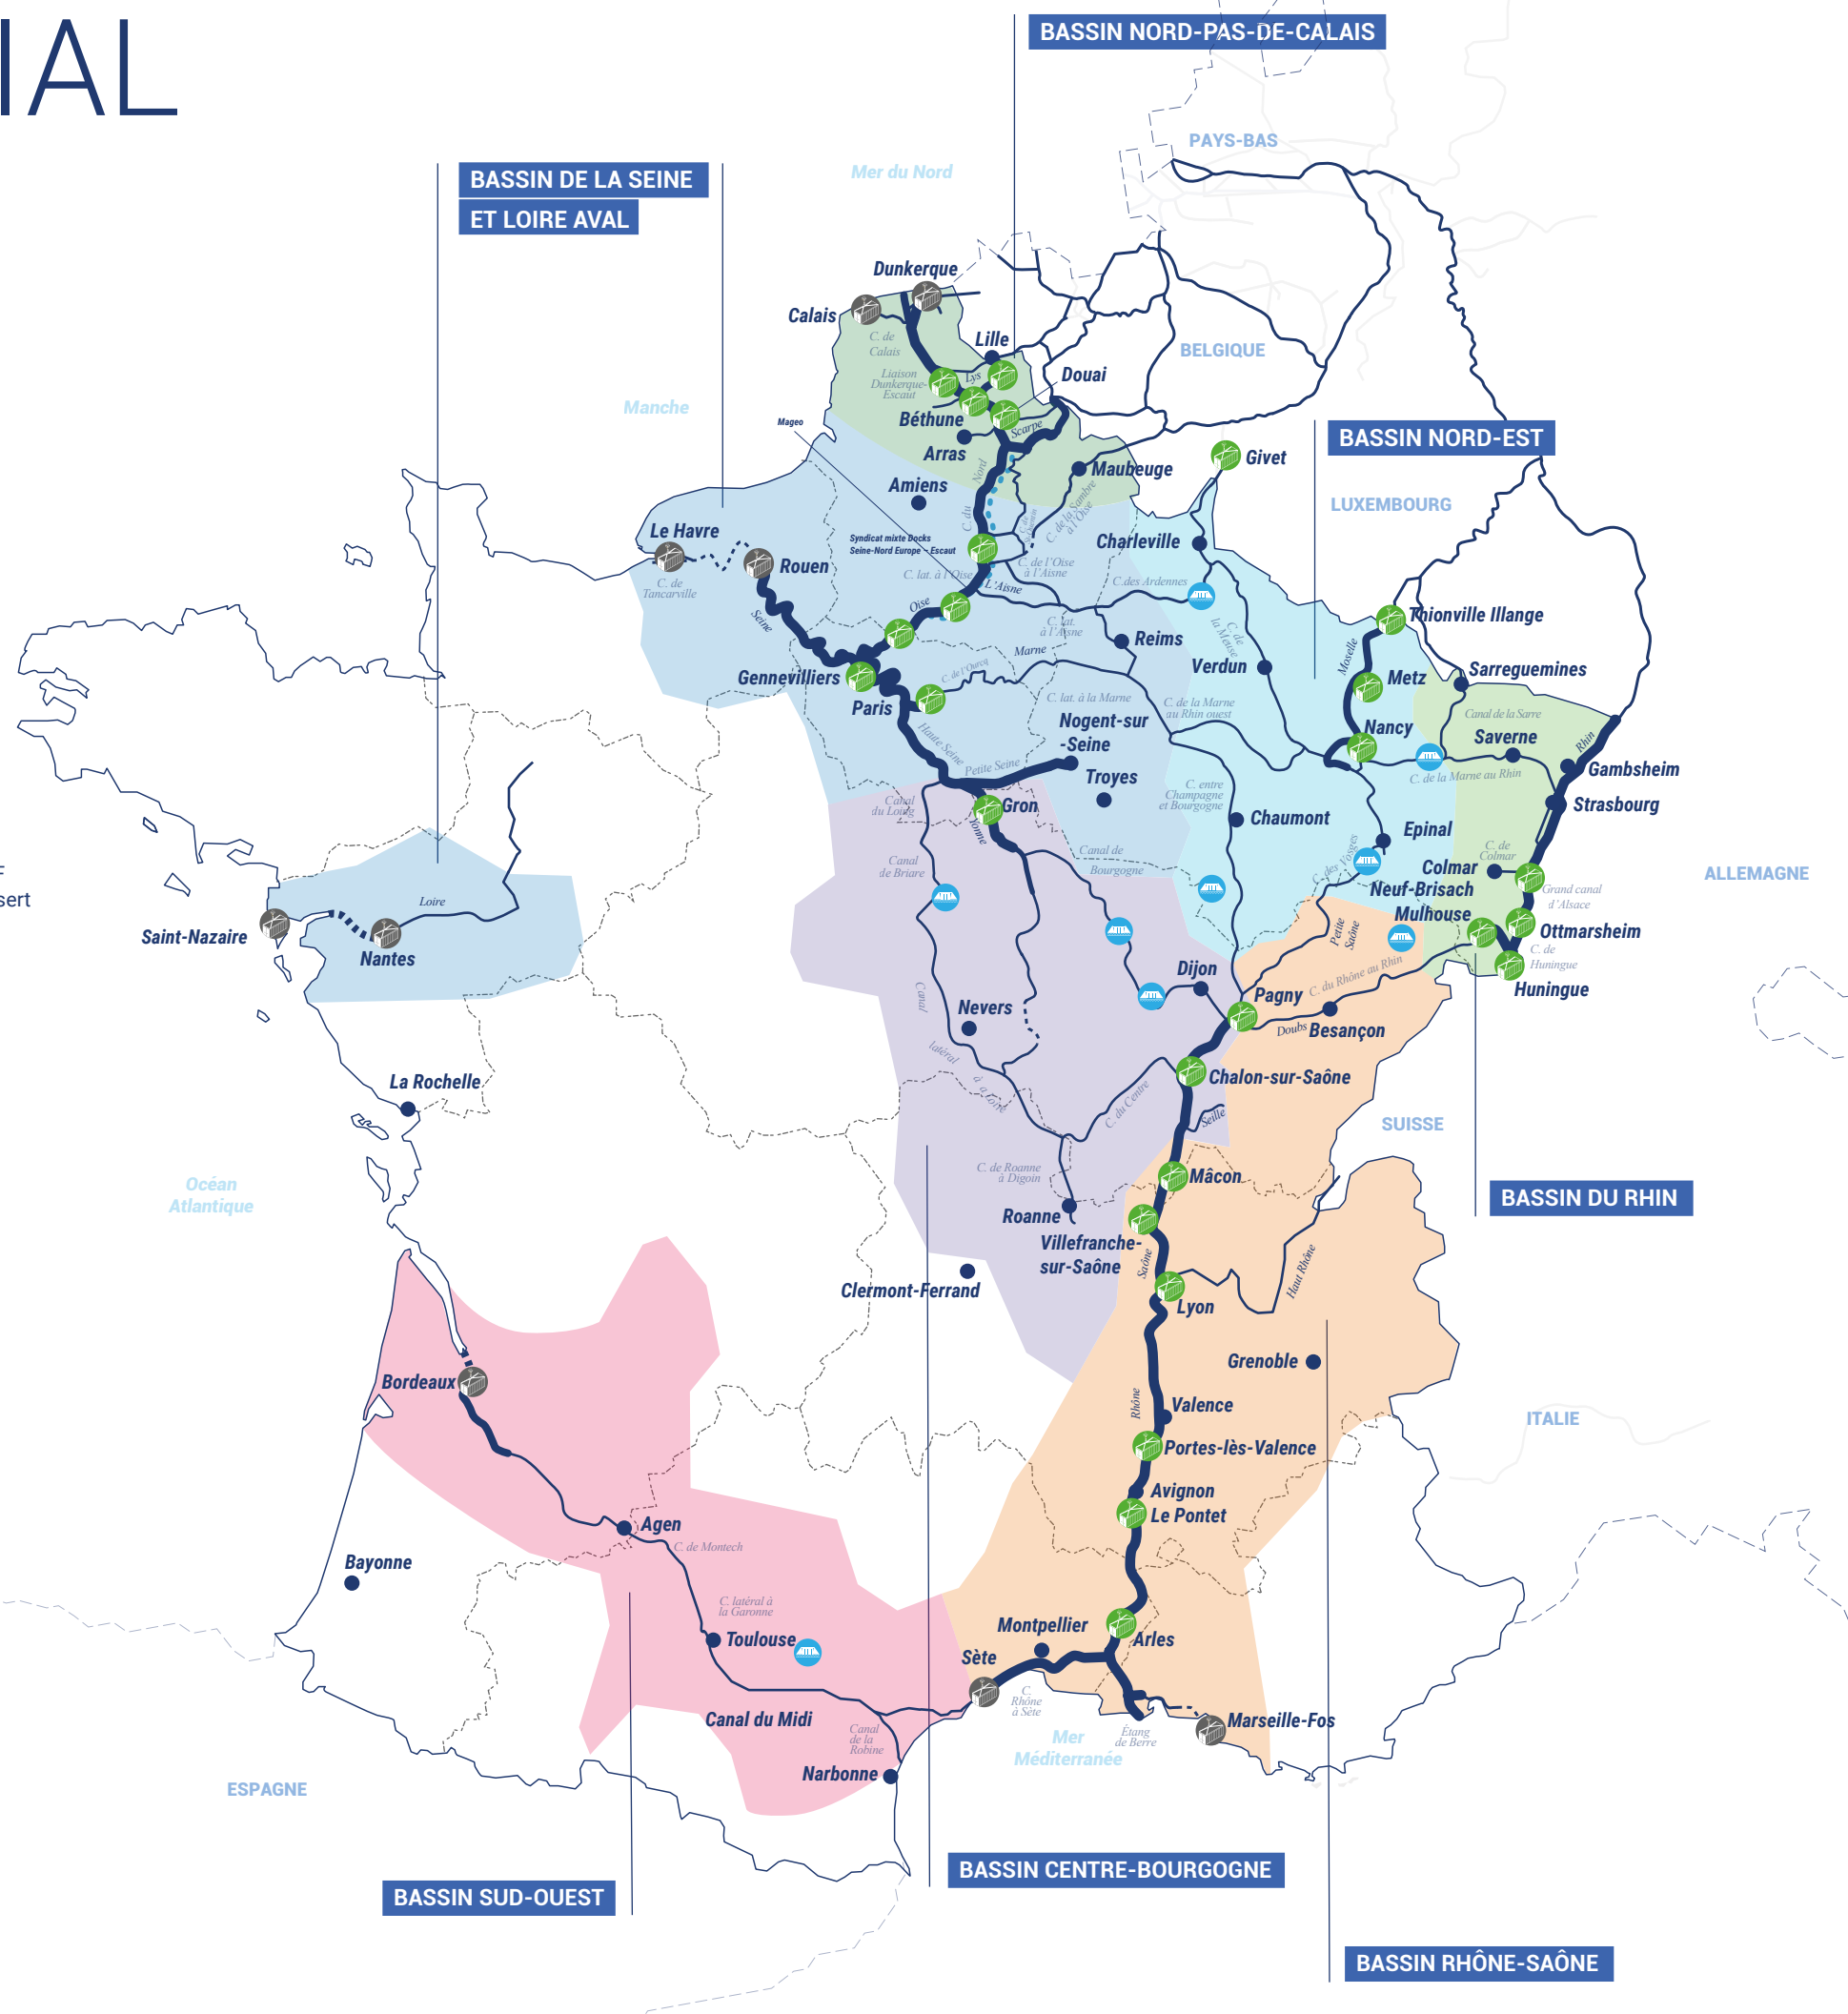 IAL
BASSIN NORD-PAS-DE-CALAIS
PAYS-BAS
BASSIN DE LA SEINE
ET LOIRE AVAL
Mer du Nord
Dunkerque
Calais
C. de
Calais
Lille
BELGIQUE
Liaison
Dunkerque-
Escaut
Lys
Douai
Manche
Mageo
Béthune
Scarpe
Arras
BASSIN NORD-EST
Givet
Nord
C. du
Maubeuge
Amiens
C. de la Sambre
à l'Oise
LUXEMBOURG
Le Havre
Rouen
Syndicat mixte Docks
Seine-Nord Europe - Escaut
Charleville
C. de
Tancarville
C. lat. à l'Oise
C. de l'Oise
à l'Aisne
L'Aisne
C.des Ardennes
Seine
Oise
C. lat.
à l'Aisne
C. de
la Meuse
Thionville Illange
Reims
Marne
Moselle
Verdun
Sarreguemines
Gennevilliers
C. de l'Ourcq
Metz
Paris
C. lat. à la Marne
C. de la Marne
au Rhin ouest
Canal de la Sarre
Nogent-sur
-Seine
Nancy
Saverne
Rhin
Haute Seine
Petite Seine
Troyes
C. de la Marne au Rhin
Gambsheim
C. entre
Champagne
et Bourgogne
Strasbourg
Canal
du Loing
Gron
Yonne
Chaumont
Epinal
Canal de
Bourgogne
C. des Vosges
C. de
Colmar
Colmar
Canal
de Briare
ALLEMAGNE
F
sert
Neuf-Brisach
Grand canal
d'Alsace
Loire
Mulhouse
Petite
Saône
Ottmarsheim
Saint-Nazaire
Nantes
C. de
Huningue
Dijon
C. du Rhône au Rhin
Huningue
Canal
Pagny
Nevers
Doubs
Besançon
latéral
à la Loire
La Rochelle
Chalon-sur-Saône
C. du Centre
Seille
SUISSE
C. de Roanne
à Digoin
Mâcon
Océan
Atlantique
BASSIN DU RHIN
Roanne
Villefranche-
sur-Saône
Saône
Haut Rhône
Clermont-Ferrand
Lyon
Grenoble
Bordeaux
Rhône
Valence
ITALIE
Portes-lès-Valence
Avignon
Le Pontet
Agen
C. de Montech
Bayonne
C. latéral à
la Garonne
Montpellier
Toulouse
Arles
Sète
C.
Rhône
à Sète
Canal du Midi
Marseille-Fos
Canal
de la
Robine
Étang
de Berre
Mer
Méditerranée
Narbonne
ESPAGNE
BASSIN CENTRE-BOURGOGNE
BASSIN SUD-OUEST
BASSIN RHÔNE-SAÔNE